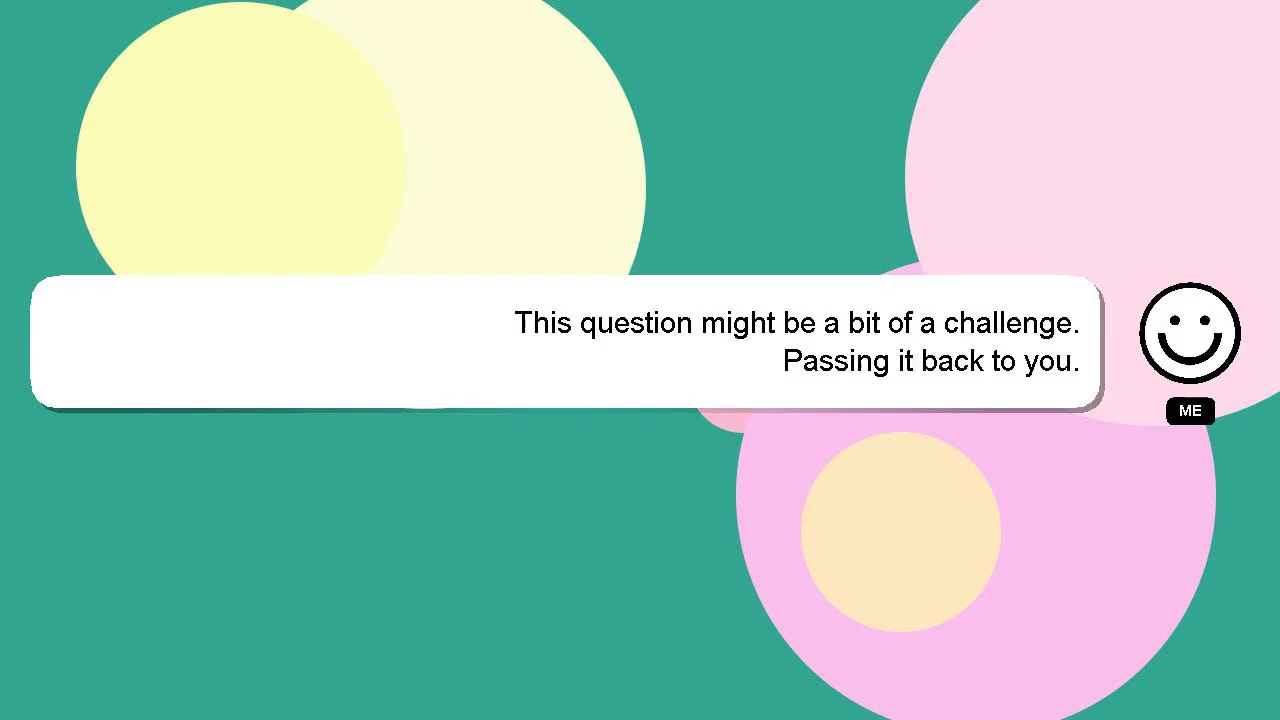 This question might be a bit of a challenge.
Passing it back to you.
ME